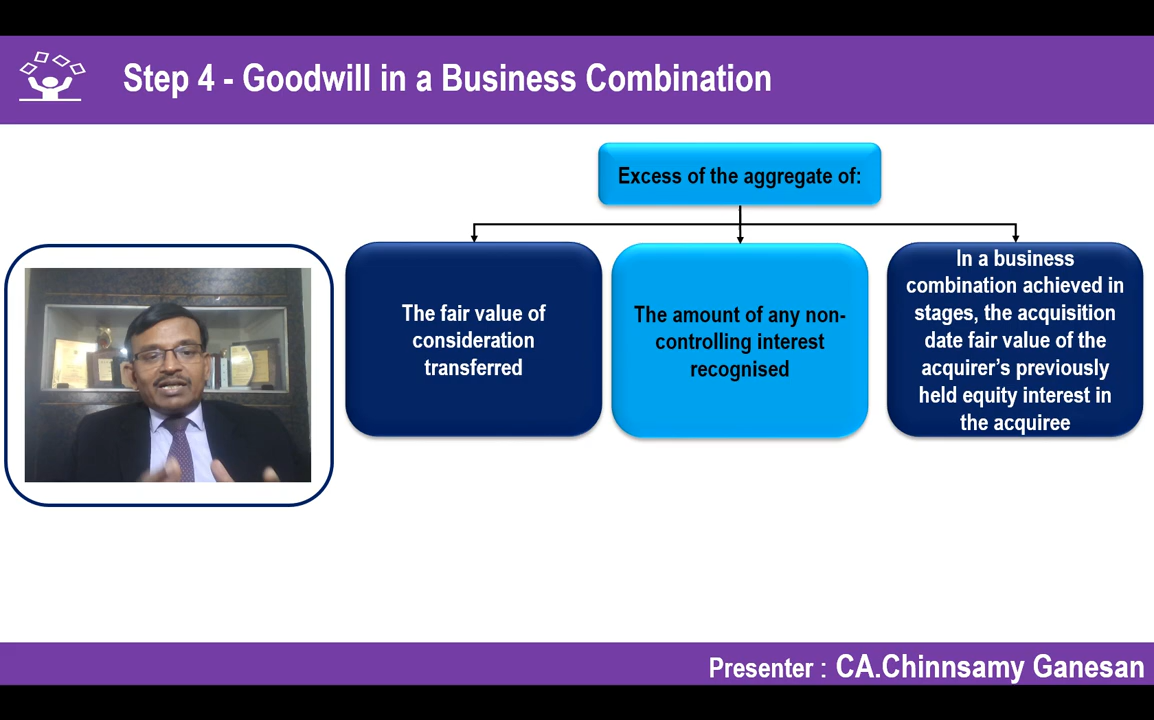 Step 4 - Goodwill in a Business Combination
Excess of the aggregate of:
The fair value of
consideration
transferred
The amount of any non-
controlling interest
recognised
In a business
combination achieved in
stages, the acquisition
date fair value of the
acquirer’s previously
held equity interest in
the acquiree
Presenter : CA.Chinnsamy Ganesan